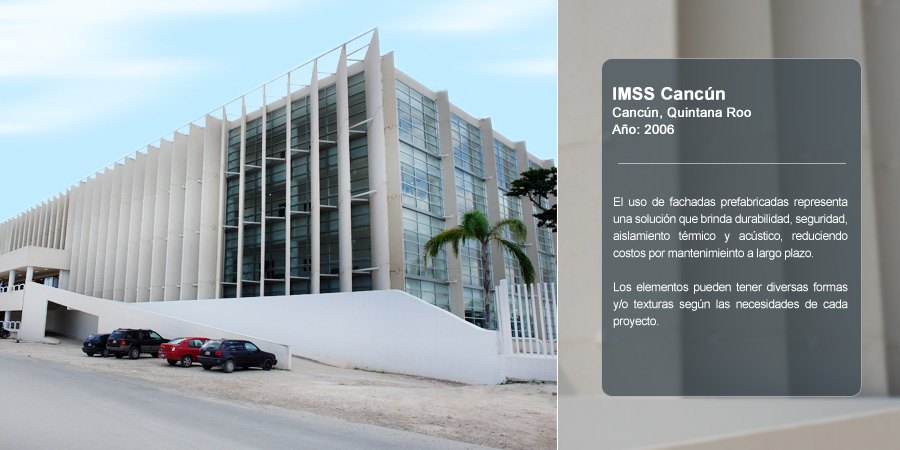 IMSS Cancún
Cancún, Quintana Roo
Año: 2006
El uso de fachadas prefabricadas representa
una solución que brinda durabilidad, seguridad,
aislamiento térmico y acústico, reduciendo
costos por mantenimieinto a largo plazo.
Los elementos pueden tener diversas formas
y/o texturas según las necesidades de cada
proyecto.